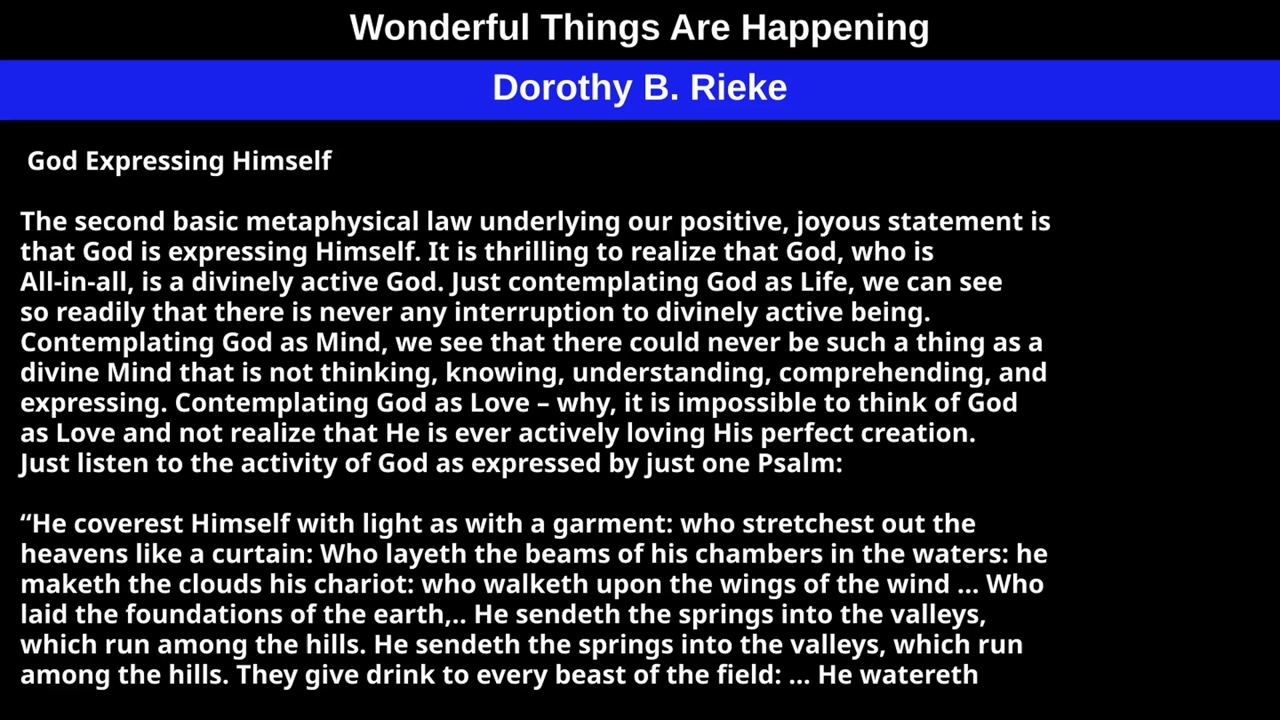 Wonderful Things Are Happening
Dorothy B. Rieke
God Expressing Himself
The second basic metaphysical law underlying our positive, joyous statement is
that God is expressing Himself. It is thrilling to realize that God, who is
All-in-all, is a divinely active God. Just contemplating God as Life, we can see
so readily that there is never any interruption to divinely active being.
Contemplating God as Mind, we see that there could never be such a thing as a
divine Mind that is not thinking, knowing, understanding, comprehending, and
expressing. Contemplating God as Love – why, it is impossible to think of God
as Love and not realize that He is ever actively loving His perfect creation.
Just listen to the activity of God as expressed by just one Psalm:
“He coverest Himself with light as with a garment: who stretchest out the
heavens like a curtain: Who layeth the beams of his chambers in the waters: he
maketh the clouds his chariot: who walketh upon the wings of the wind ... Who
laid the foundations of the earth,.. He sendeth the springs into the valleys,
which run among the hills. He sendeth the springs into the valleys, which run
among the hills. They give drink to every beast of the field: ... He watereth